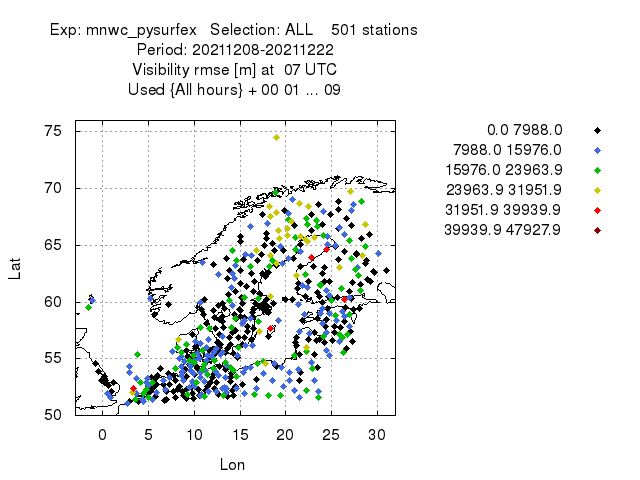 Exp: mnwc_pysurfex Selection: ALL 501 stations
Period: 20211208-20211222
Visibility rmse [m] at 07 UTC
Used {All hours} + 00 01 ... 09
0.0 7988.0
7988.0 15976.0
15976.0 23963.9
23963.9 31951.9
31951.9 39939.9
39939.9 47927.9
75
70
65
60
55
50
Lat
0 5 10 15 20 25 30
Lon